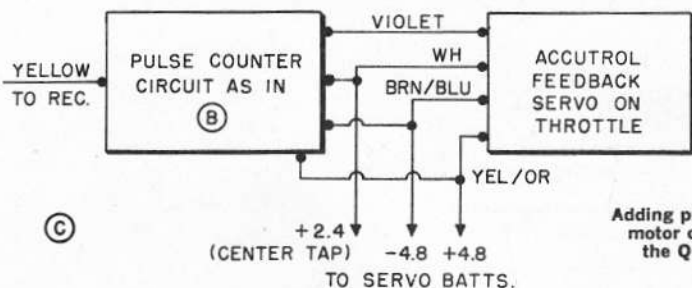 VIOLET
YELLOW
TO REC.
PULSE COUNTER
CIRCUIT AS IN
B
WH
BRN/BLU
ACCUTROL
FEEDBACK
SERVO ON
THROTTLE
YEL/OR
C
+2.4
(CENTER TAP)
-4.8 +4.8
TO SERVO BATTS.
Adding p
motor o
the Q